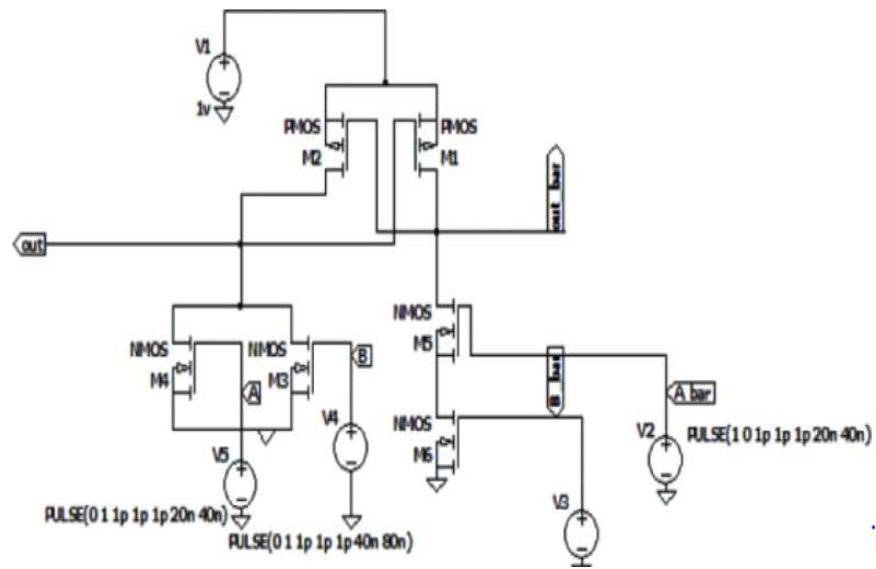 V1
1v
PMOS
PMOS
M2
M1
out_bar
out
NMOS
NMOS
NMOS
M4
M3
M5
A
B
B_bar
A bar
V4
NMOS
M6
V2
PULSE(1 0 1p 1p 1p 20n 40n)
V5
V3
PULSE(0 1 1p 1p 1p 20n 40n)
PULSE(0 1 1p 1p 1p 40n 80n)